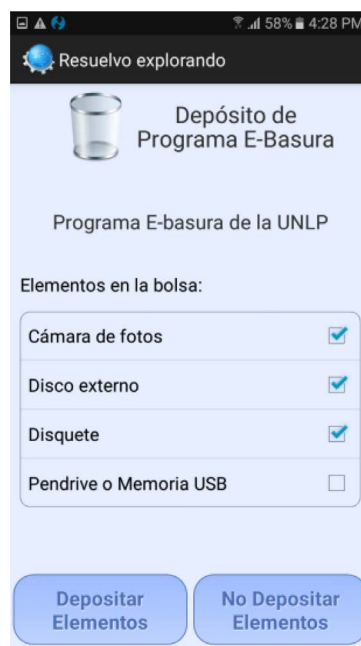 58% 4:28 PM
Resuelvo explorando
Depósito de
Programa E-Basura
Programa E-basura de la UNLP
Elementos en la bolsa:
Cámara de fotos
Disco externo
Disquete
Pendrive o Memoria USB
Depositar
Elementos
No Depositar
Elementos